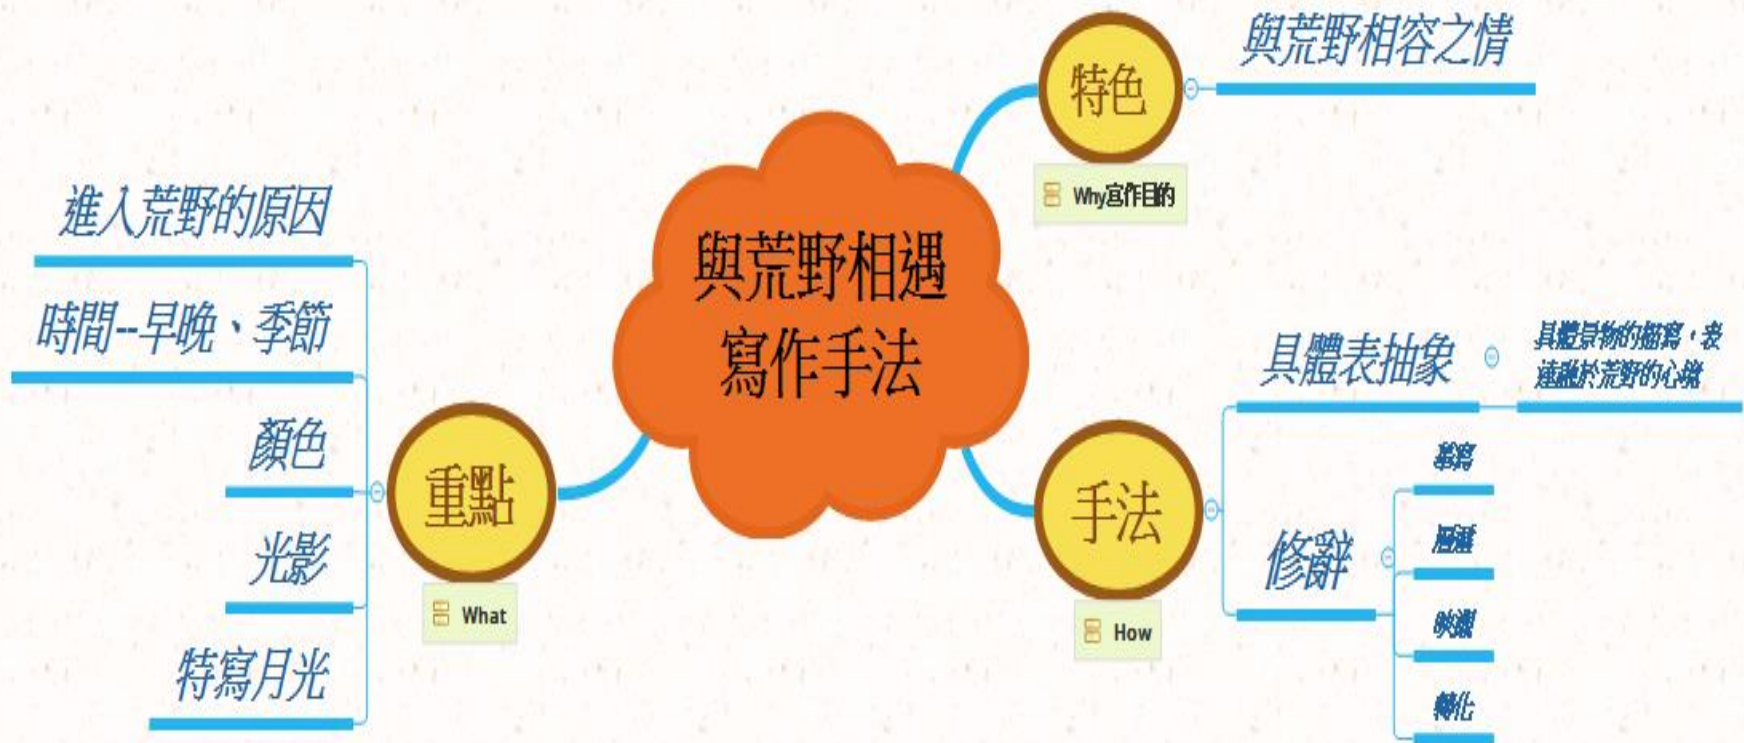 與荒野相遇
寫作手法
特色
Why寫作目的
與荒野相容之情
手法
How
具體表抽象
具體景物的描寫，表
達融於荒野的心境
修辭
摹寫
映襯
轉化
重點
What
進入荒野的原因
時間--早晚、季節
顏色
光影
特寫月光